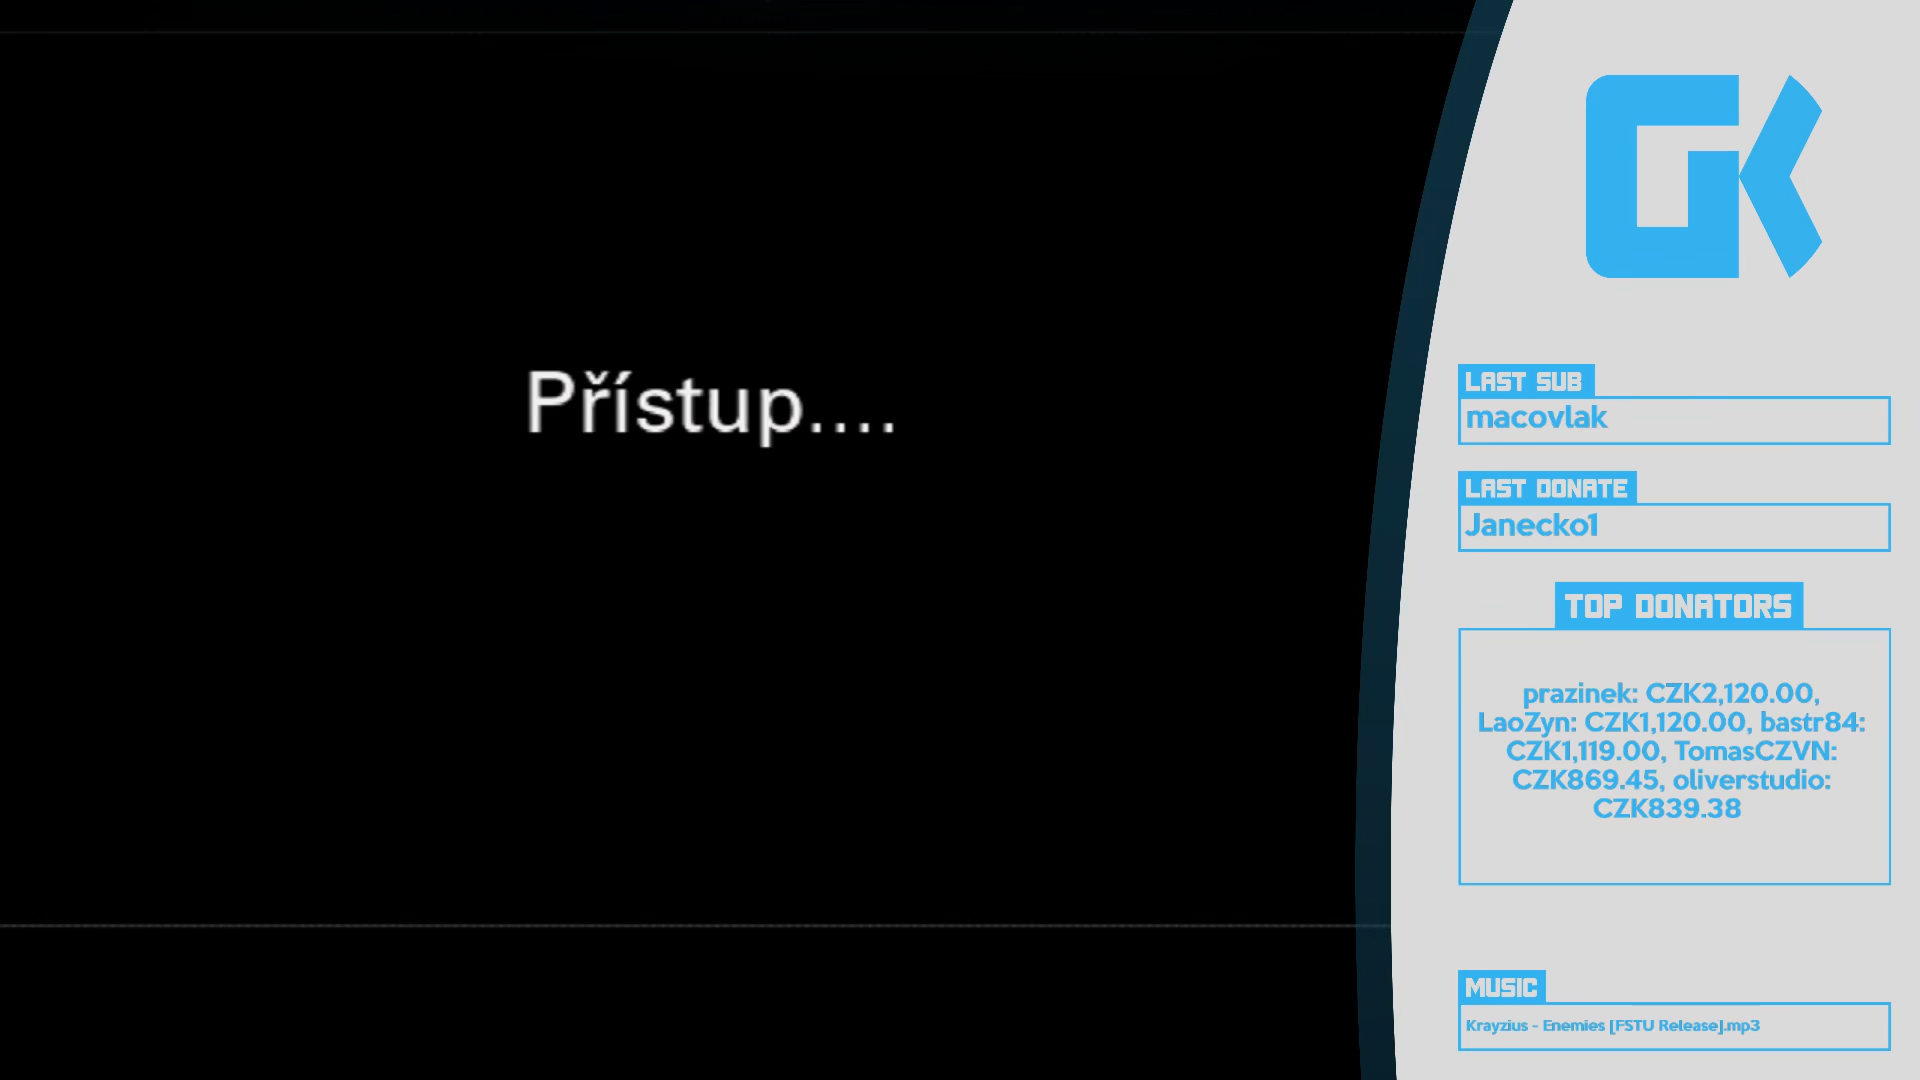 Přístup....
GK
LAST SUB
macovlak
LAST DONATE
Janecko1
TOP DONATORS
prazinek: CZK2,120.00,
LaoZyn: CZK1,120.00, bastr84:
CZK1,119.00, TomasCZVN:
CZK869.45, oliverstudio:
CZK839.38
MUSIC
Krayzius - Enemies [FSTU Release].mp3